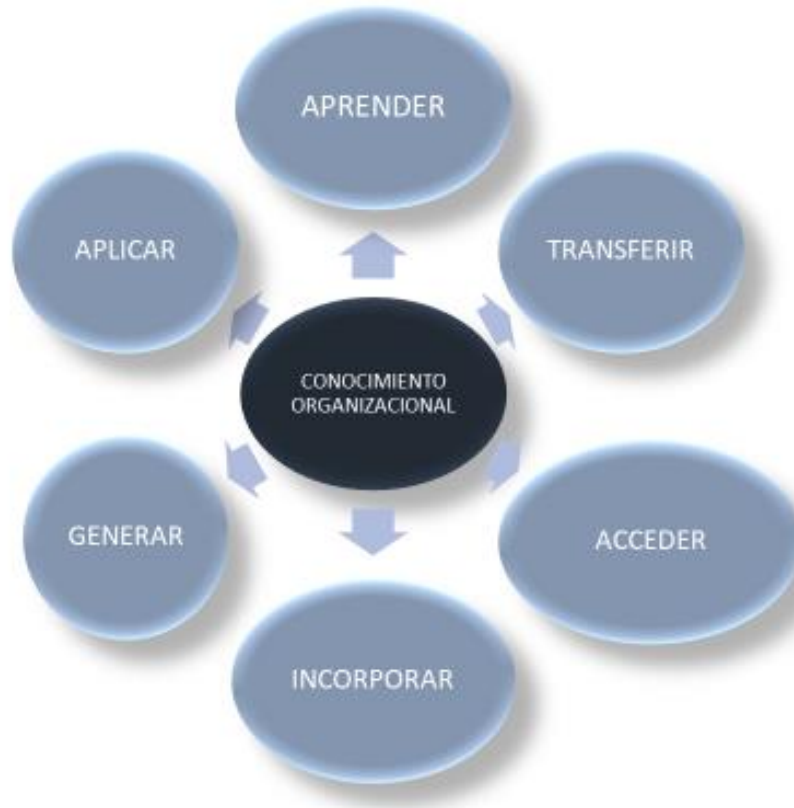 APRENDER
APLICAR
TRANSFERIR
CONOCIMIENTO
ORGANIZACIONAL
GENERAR
ACCEDER
INCORPORAR